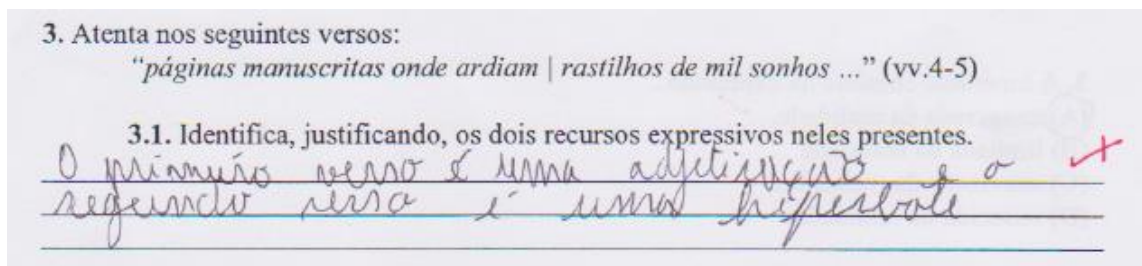 3. Atenta nos seguintes versos:
"páginas manuscritas onde ardiam | rastilhos de mil sonhos ..." (vv.4-5)
3.1. Identifica, justificando, os dois recursos expressivos neles presentes.
O primeiro verso é uma adjetivação e o
segundo verso é uma hipérbole